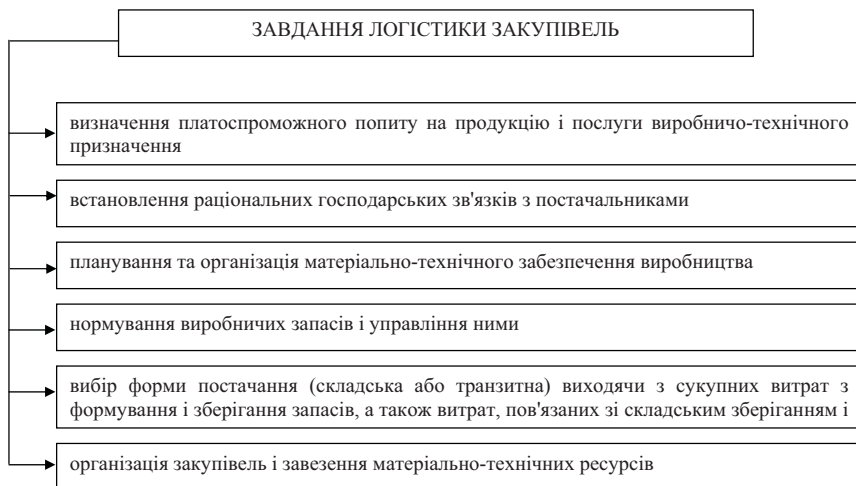 ЗАВДАННЯ ЛОГІСТИКИ ЗАКУПІВЕЛЬ
визначення платоспроможного попиту на продукцію і послуги виробничо-технічного
призначення
встановлення раціональних господарських зв'язків з постачальниками
планування та організація матеріально-технічного забезпечення виробництва
нормування виробничих запасів і управління ними
вибір форми постачання (складська або транзитна) виходячи з сукупних витрат з
формування і зберігання запасів, а також витрат, пов'язаних зі складським зберіганням і
організація закупівель і завезення матеріально-технічних ресурсів